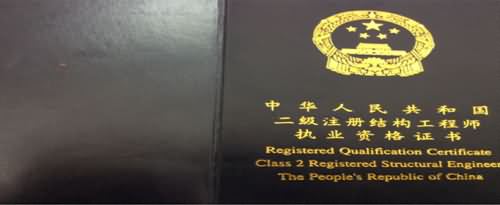 中华人民共和国
二级注册结构工程师
执业资格证书
Registered Qualification Certificate
Class 2 Registered Structural Engineer
The People's Republic of China